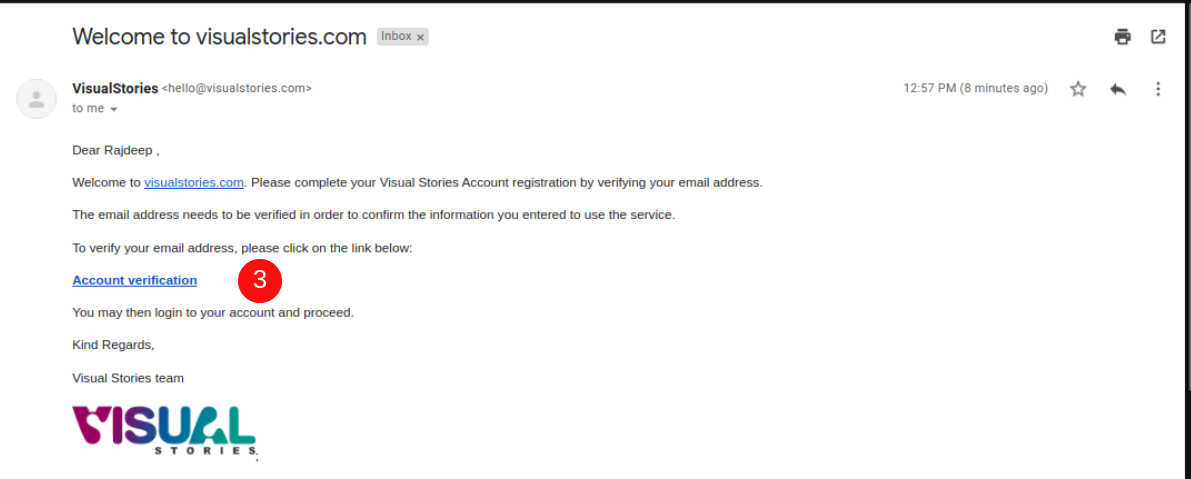 Welcome to visualstories.com Inbox x
VisualStories <hello@visualstories.com> 12:57 PM (8 minutes ago)
to me
Dear Rajdeep ,
Welcome to visualstories.com. Please complete your Visual Stories Account registration by verifying your email address.
The email address needs to be verified in order to confirm the information you entered to use the service.
To verify your email address, please click on the link below:
Account verification 3
You may then login to your account and proceed.
Kind Regards,
Visual Stories team
VISUAL
STORIES;